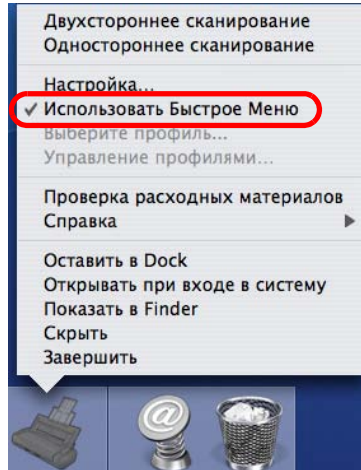 Двухстороннее сканирование
Одностороннее сканирование
Настройка...
✓ Использовать Быстрое Меню
Выберите профиль...
Управление профилями...
Проверка расходных материалов
Справка ▶
Оставить в Dock
Открывать при входе в систему
Показать в Finder
Скрыть
Завершить
@